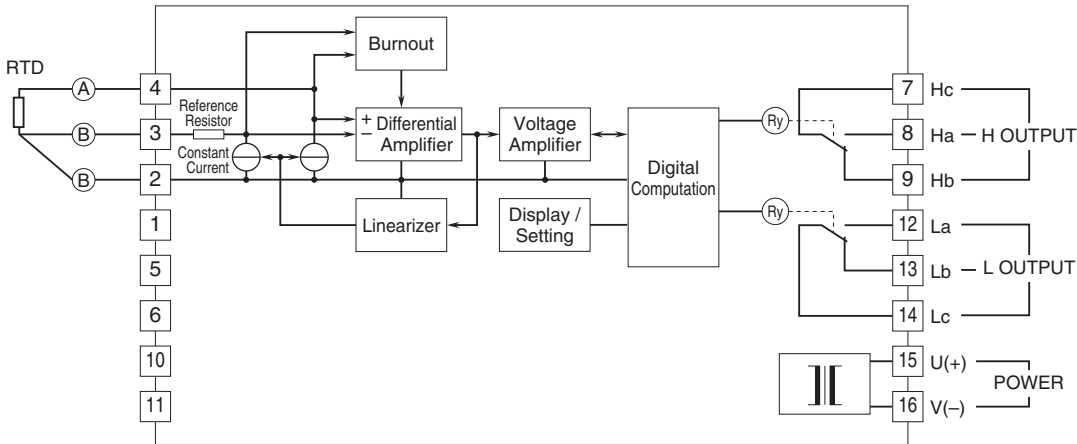 RTD
A
B
B
4
3
2
1
5
6
10
11
Reference
Resistor
Constant
Current
Burnout
+
−
Differential
Amplifier
Linearizer
Voltage
Amplifier
Display /
Setting
Digital
Computation
Ry
Ry
7 Hc
8 Ha H OUTPUT
9 Hb
12 La
13 Lb L OUTPUT
14 Lc
15 U(+)
POWER
16 V(−)